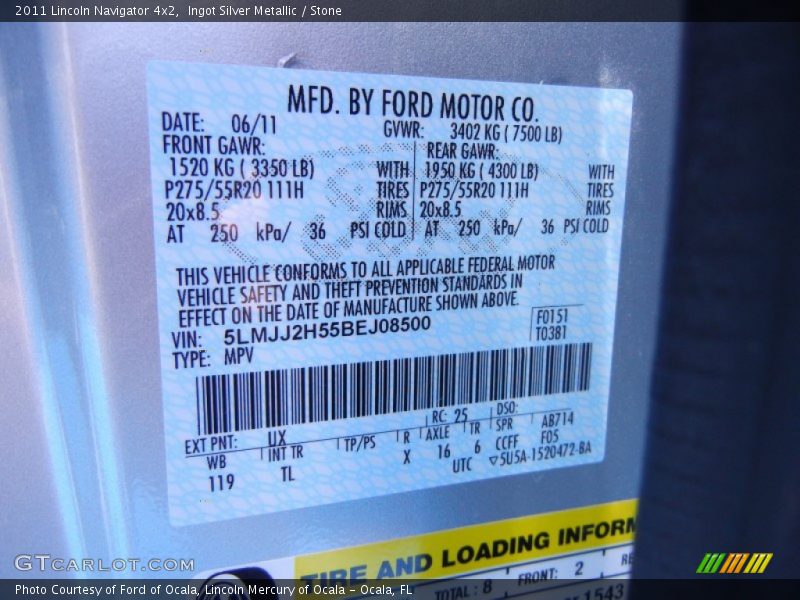 2011 Lincoln Navigator 4x2, Ingot Silver Metallic / Stone
MFD. BY FORD MOTOR CO.
DATE: 06/11 GVWR: 3402 KG ( 7500 LB)
FRONT GAWR: REAR GAWR:
1520 KG ( 3350 LB) WITH 1950 KG ( 4300 LB) WITH
P275/55R20 111H TIRES P275/55R20 111H TIRES
20x8.5 RIMS 20x8.5 RIMS
AT 250 kPa/ 36 PSI COLD AT 250 kPa/ 36 PSI COLD
THIS VEHICLE CONFORMS TO ALL APPLICABLE FEDERAL MOTOR
VEHICLE SAFETY AND THEFT PREVENTION STANDARDS IN
EFFECT ON THE DATE OF MANUFACTURE SHOWN ABOVE.
VIN: 5LMJJ2H55BEJ08500 F0151
TYPE: MPV T0381
EXT PNT: UX RC: 25 DSO:
WB INT TR TP/PS R AXLE TR SPR AB714
119 TL X 16 6 CCFF F05
UTC ▽5U5A-1520472-BA
TIRE AND LOADING INFORM
TOTAL : 8 FRONT: 2 RE
1543
GTCARLOT.COM
Photo Courtesy of Ford of Ocala, Lincoln Mercury of Ocala - Ocala, FL